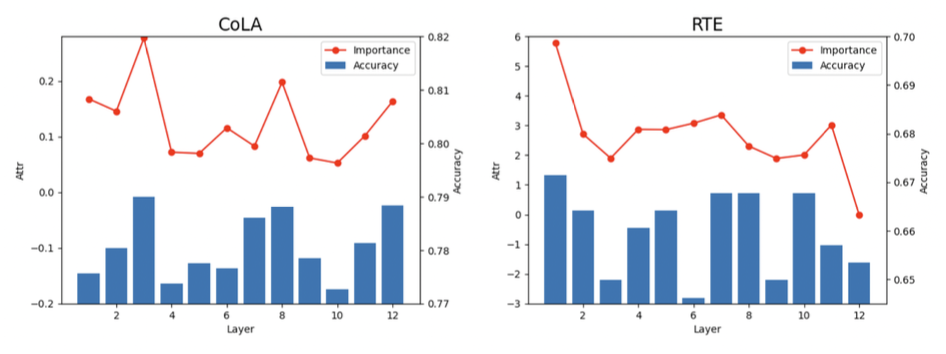 CoLA
Importance
Accuracy
0.2
0.1
0.0
−0.1
−0.2
Attr
0.82
0.81
0.80
0.79
0.78
0.77
Accuracy
2 4 6 8 10 12
Layer
RTE
Importance
Accuracy
6
5
4
3
2
1
0
−1
−2
−3
Attr
0.70
0.69
0.68
0.67
0.66
0.65
Accuracy
2 4 6 8 10 12
Layer